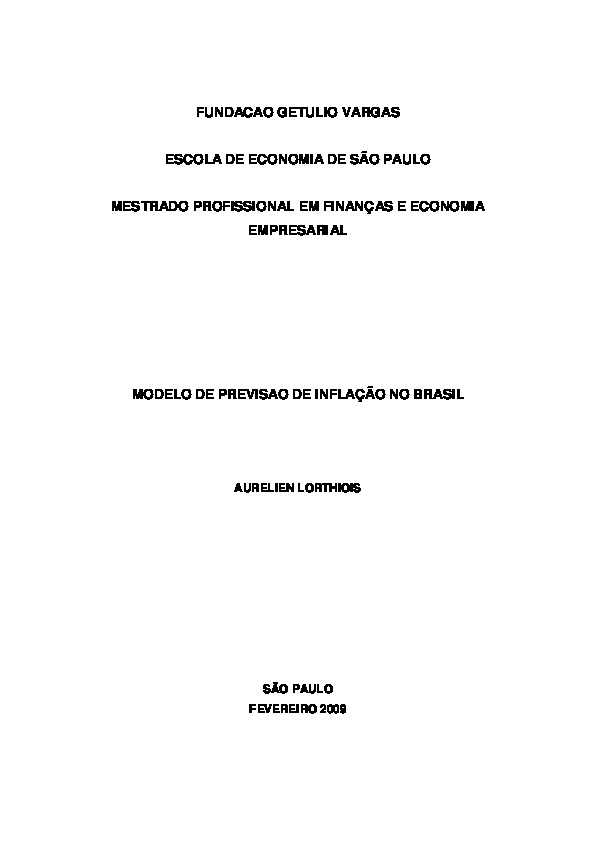 FUNDACAO GETULIO VARGAS
ESCOLA DE ECONOMIA DE SÃO PAULO
MESTRADO PROFISSIONAL EM FINANÇAS E ECONOMIA
EMPRESARIAL
MODELO DE PREVISAO DE INFLAÇÃO NO BRASIL
AURELIEN LORTHIOIS
SÃO PAULO
FEVEREIRO 2009